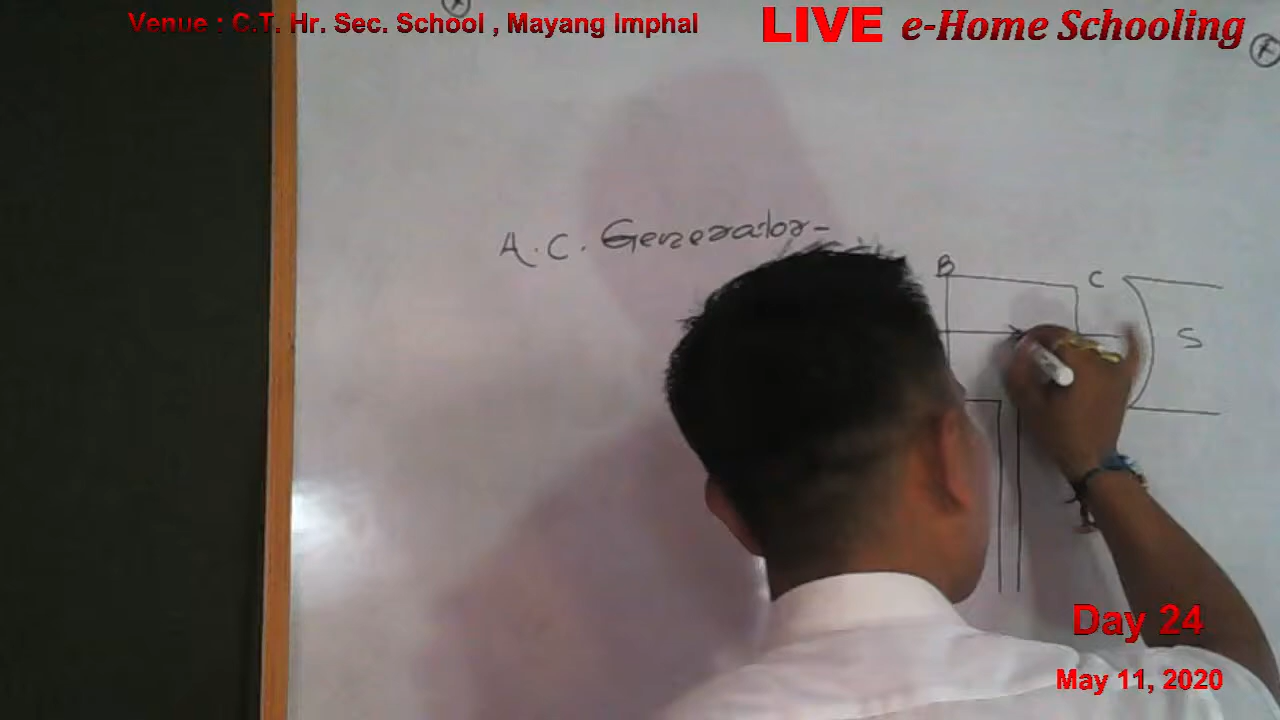 Venue : C.T. Hr. Sec. School , Mayang Imphal
LIVE e-Home Schooling
A.C. Generator-
B
C
S
Day 24
May 11, 2020